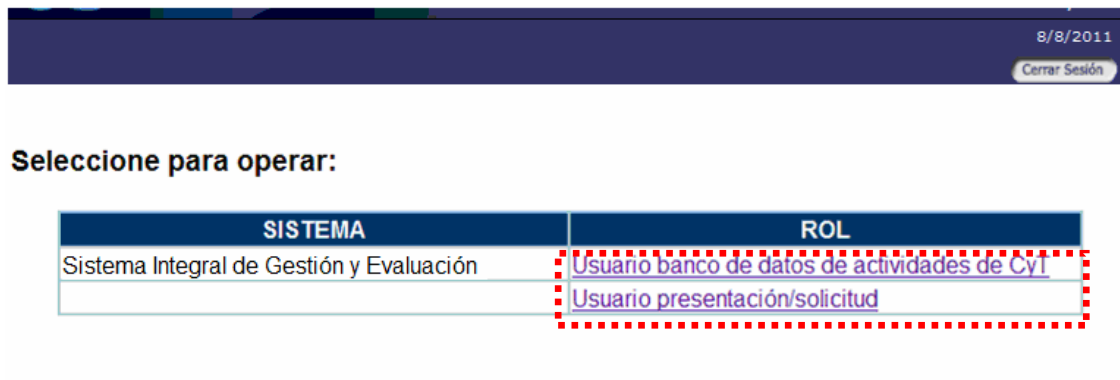 8/8/2011
Cerrar Sesión
Seleccione para operar:
SISTEMA ROL
Sistema Integral de Gestión y Evaluación Usuario banco de datos de actividades de CyT
Usuario presentación/solicitud